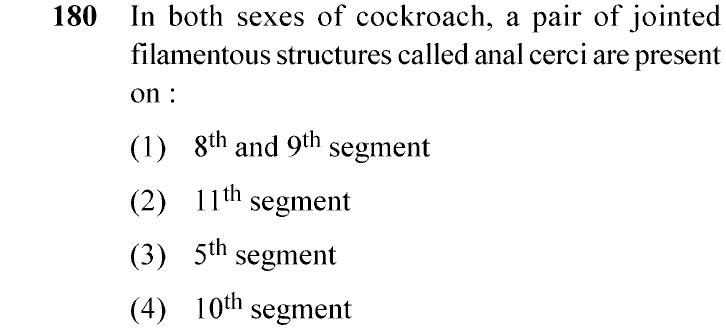 180 In both sexes of cockroach, a pair of jointed
filamentous structures called anal cerci are present
on :
(1) 8th and 9th segment
(2) 11th segment
(3) 5th segment
(4) 10th segment